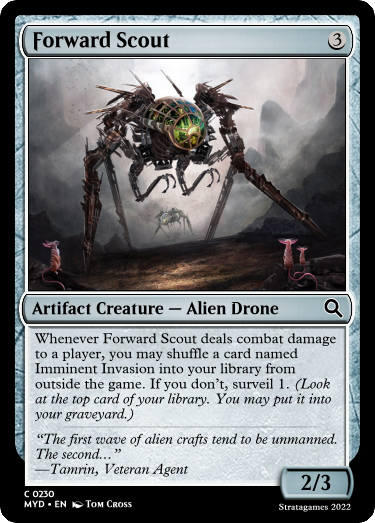 Forward Scout 3
Artifact Creature — Alien Drone
Whenever Forward Scout deals combat damage
to a player, you may shuffle a card named
Imminent Invasion into your library from
outside the game. If you don't, surveil 1. (Look
at the top card of your library. You may put it into
your graveyard.)
“The first wave of alien crafts tend to be unmanned.
The second…”
—Tamrin, Veteran Agent
2/3
C 0230
MYD • EN Tom Cross
Stratagames 2022